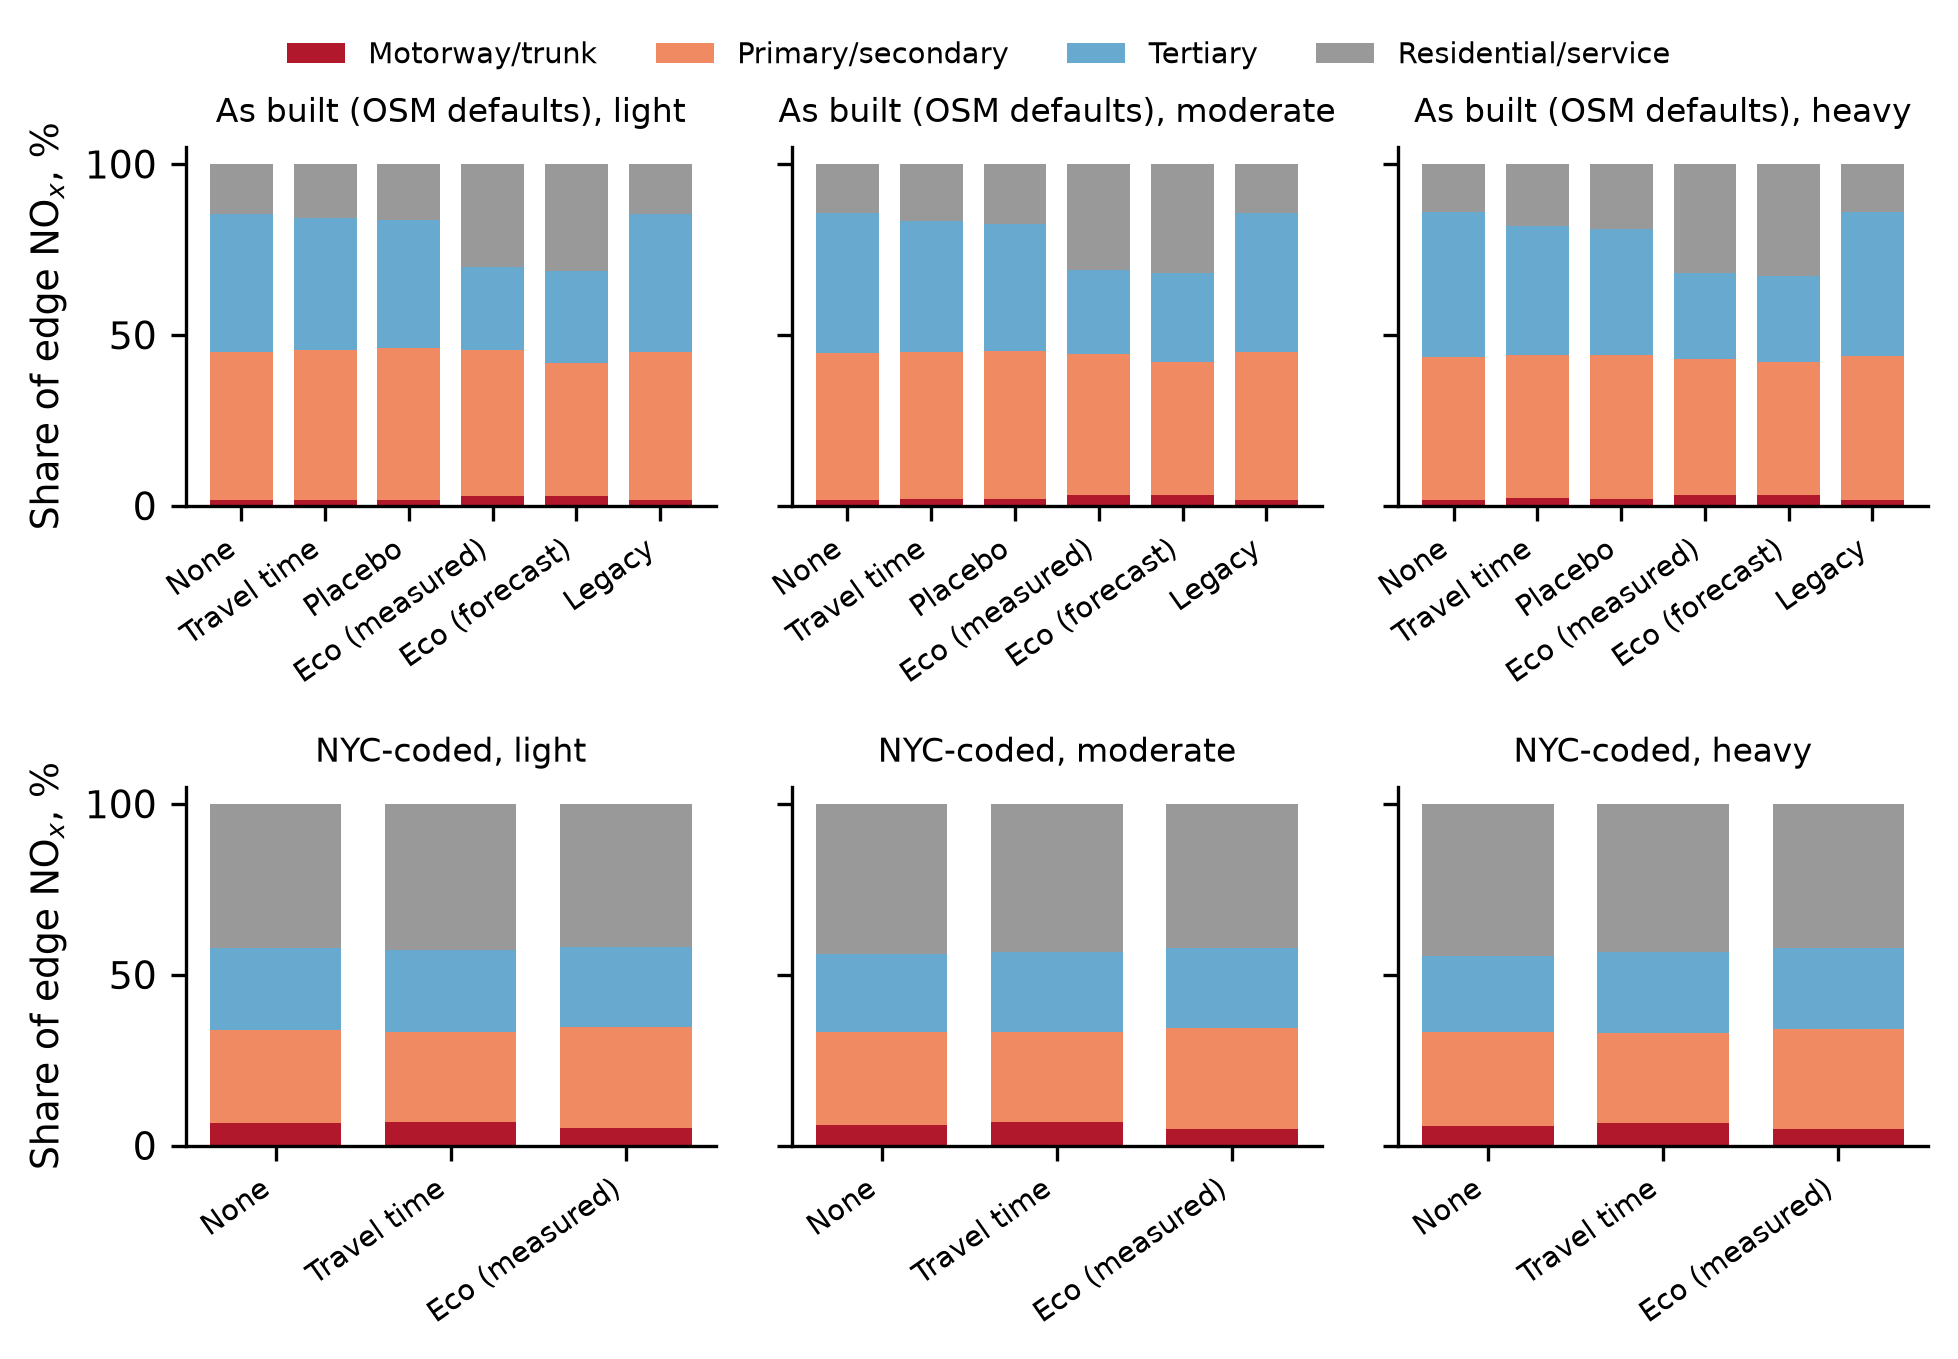 Motorway/trunk Primary/secondary Tertiary Residential/service
As built (OSM defaults), light
As built (OSM defaults), moderate
As built (OSM defaults), heavy
Share of edge NOx, %
100
50
0
None
Travel time
Placebo
Eco (measured)
Eco (forecast)
Legacy
None
Travel time
Placebo
Eco (measured)
Eco (forecast)
Legacy
None
Travel time
Placebo
Eco (measured)
Eco (forecast)
Legacy
NYC-coded, light
NYC-coded, moderate
NYC-coded, heavy
Share of edge NOx, %
100
50
0
None
Travel time
Eco (measured)
None
Travel time
Eco (measured)
None
Travel time
Eco (measured)